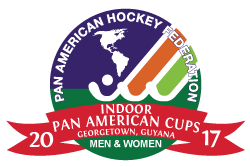 PAN AMERICAN HOCKEY FEDERATION
INDOOR
PAN AMERICAN CUPS
GEORGETOWN, GUYANA
20 17
MEN & WOMEN